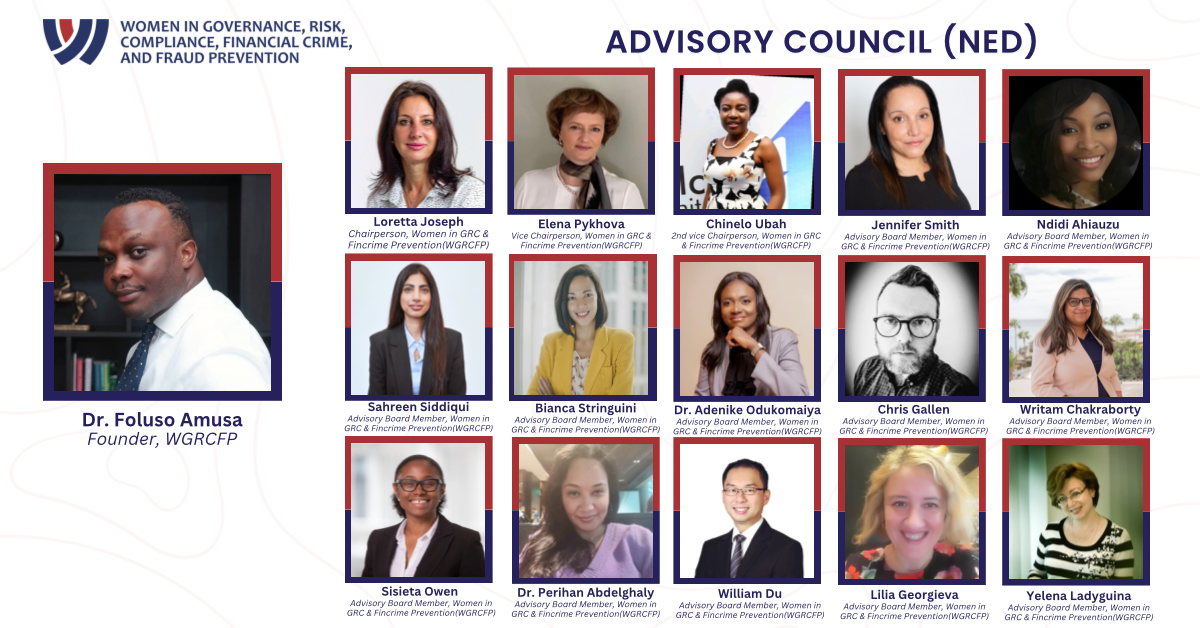 WOMEN IN GOVERNANCE, RISK,
COMPLIANCE, FINANCIAL CRIME,
AND FRAUD PREVENTION
ADVISORY COUNCIL (NED)
Dr. Foluso Amusa
Founder, WGRCFP
Loretta Joseph
Chairperson, Women in GRC &
Fincrime Prevention(WGRCFP)
Elena Pykhova
Vice Chairperson, Women in GRC &
Fincrime Prevention(WGRCFP)
Chinelo Ubah
2nd vice Chairperson, Women in GRC
& Fincrime Prevention(WGRCFP)
Jennifer Smith
Advisory Board Member, Women in
GRC & Fincrime Prevention(WGRCFP)
Ndidi Ahiauzu
Advisory Board Member, Women in
GRC & Fincrime Prevention(WGRCFP)
Sahreen Siddiqui
Advisory Board Member, Women in
GRC & Fincrime Prevention(WGRCFP)
Bianca Stringuini
Advisory Board Member, Women in
GRC & Fincrime Prevention(WGRCFP)
Dr. Adenike Odukomaiya
Advisory Board Member, Women in
GRC & Fincrime Prevention(WGRCFP)
Chris Gallen
Advisory Board Member, Women in
GRC & Fincrime Prevention(WGRCFP)
Writam Chakraborty
Advisory Board Member, Women in
GRC & Fincrime Prevention(WGRCFP)
Sisieta Owen
Advisory Board Member, Women in
GRC & Fincrime Prevention(WGRCFP)
Dr. Perihan Abdelghaly
Advisory Board Member, Women in
GRC & Fincrime Prevention(WGRCFP)
William Du
Advisory Board Member, Women in
GRC & Fincrime Prevention(WGRCFP)
Lilia Georgieva
Advisory Board Member, Women in
GRC & Fincrime Prevention(WGRCFP)
Yelena Ladyguina
Advisory Board Member, Women in
GRC & Fincrime Prevention(WGRCFP)